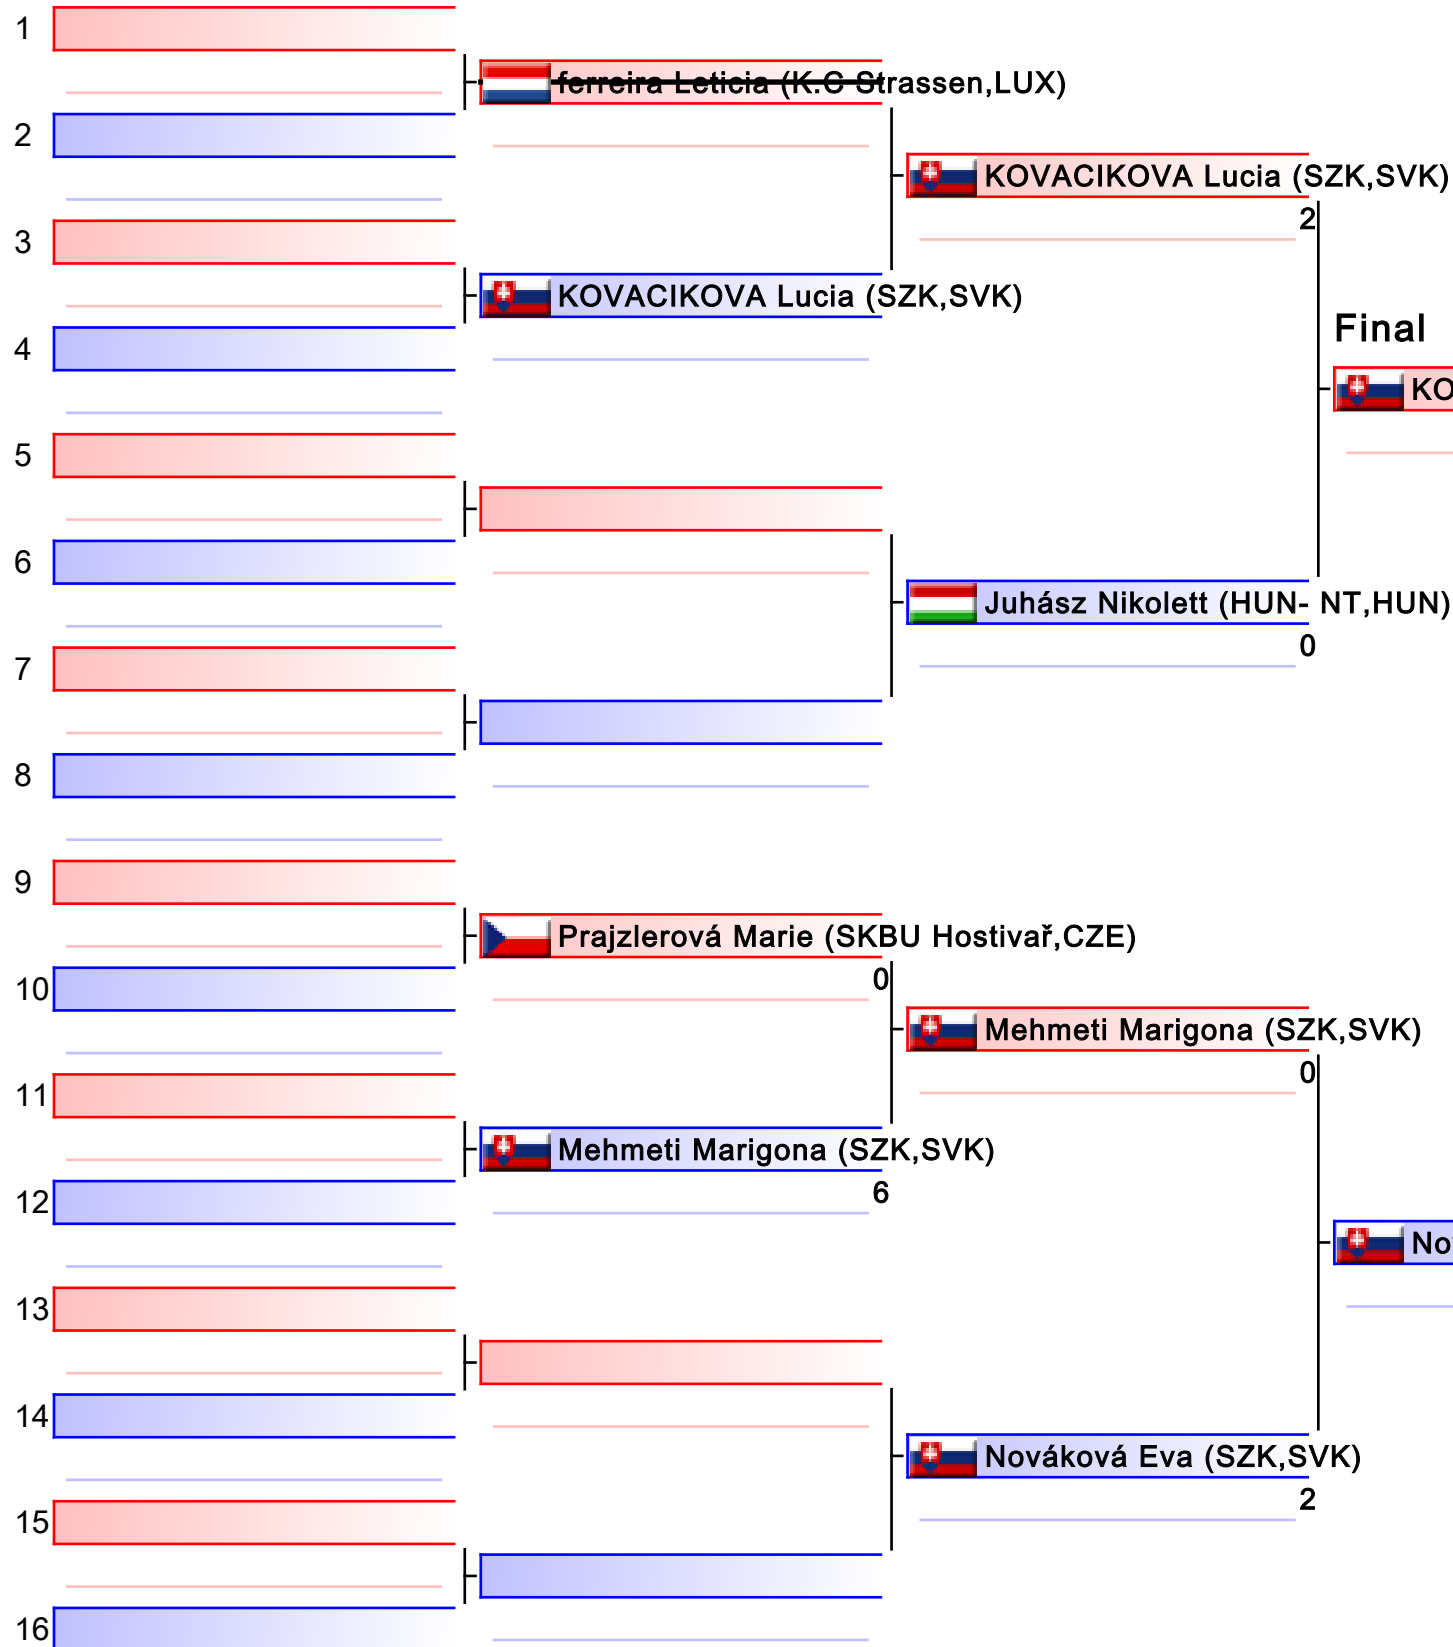 1
ferreira Leticia (K.C Strassen,LUX)
2
KOVACIKOVA Lucia (SZK,SVK)
2
3
KOVACIKOVA Lucia (SZK,SVK)
Final
4
KO
5
6
Juhász Nikolett (HUN- NT,HUN)
0
7
8
9
Prajzlerová Marie (SKBU Hostivař,CZE)
0
10
Mehmeti Marigona (SZK,SVK)
0
11
Mehmeti Marigona (SZK,SVK)
6
12
No
13
14
Nováková Eva (SZK,SVK)
2
15
16